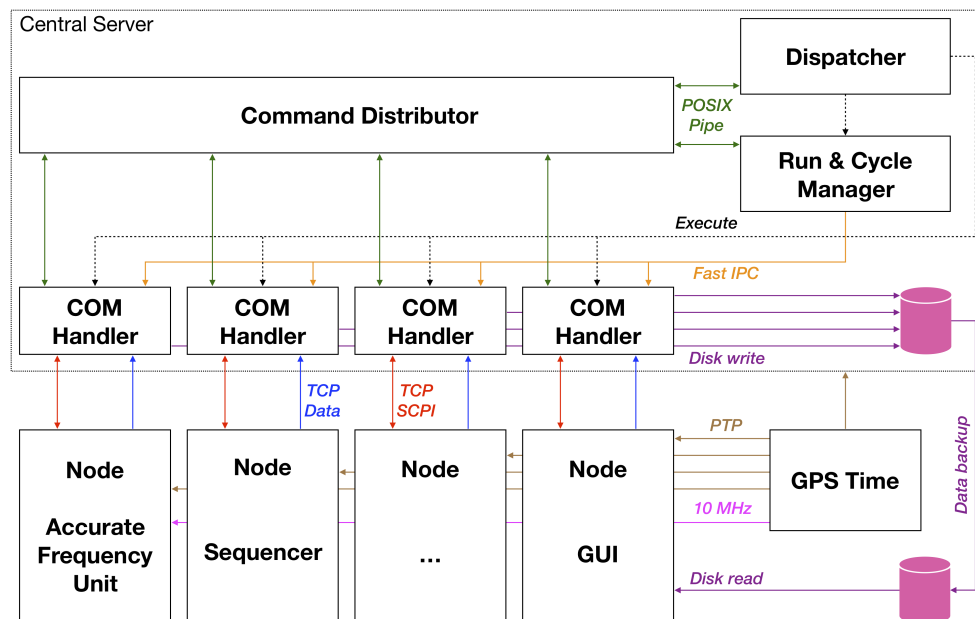 Central Server
Dispatcher
Command Distributor
POSIX
Pipe
Run & Cycle
Manager
Execute
Fast IPC
COM
Handler
COM
Handler
COM
Handler
COM
Handler
Disk write
TCP
Data
TCP
SCPI
PTP
Data backup
Node
Accurate
Frequency
Unit
Node
Sequencer
Node
...
Node
GUI
GPS Time
10 MHz
Disk read